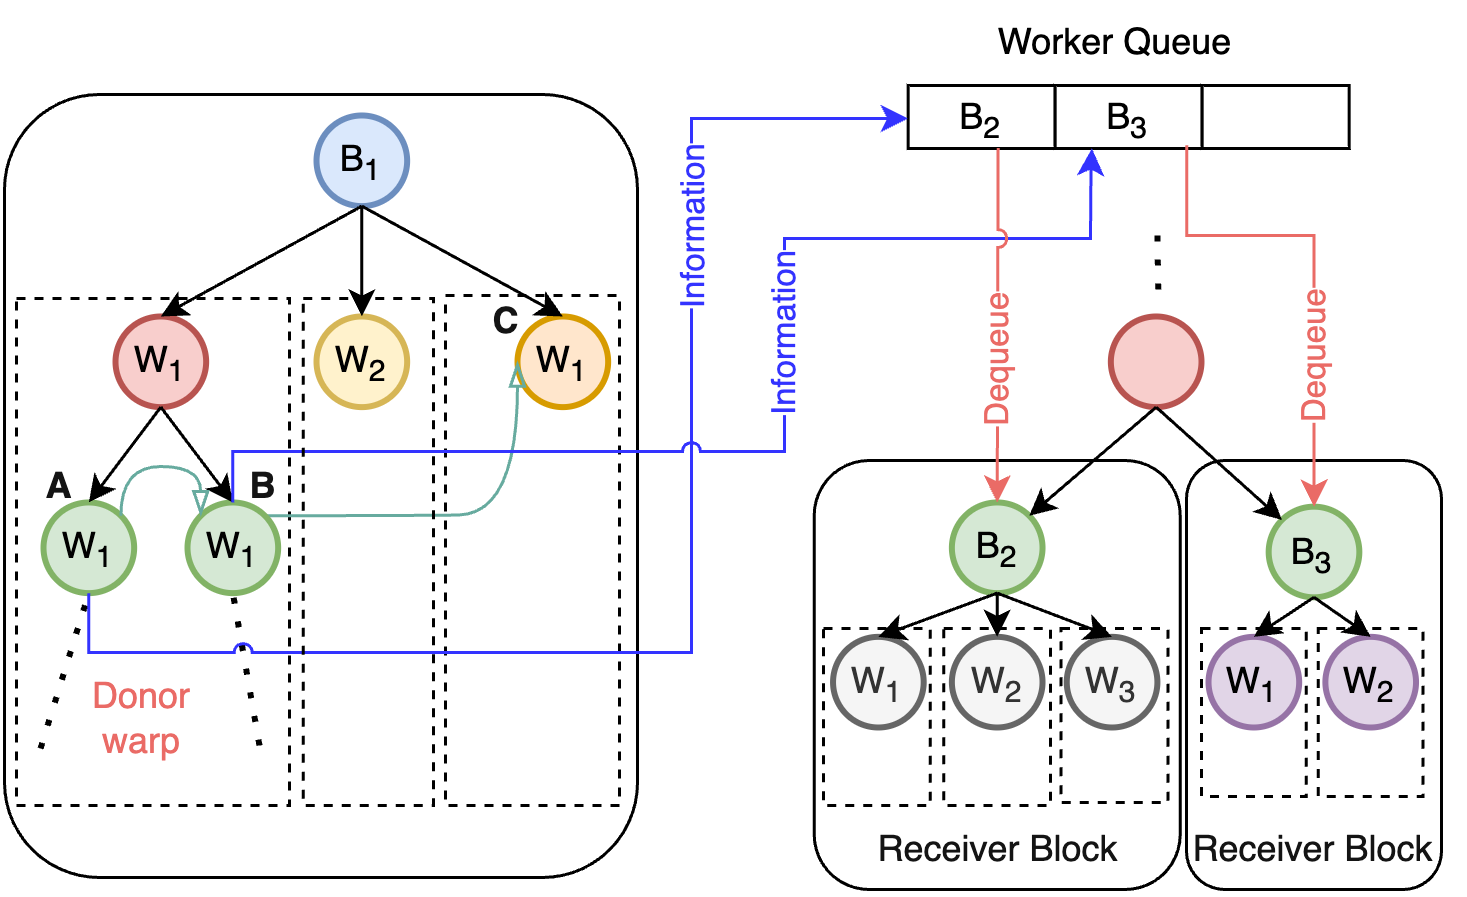 Worker Queue
B2
B3
B1
Information
Information
Dequeue
Dequeue
C
W1
W2
W1
A
B
W1
W1
B2
B3
W1
W2
W3
W1
W2
Donor
warp
Receiver Block
Receiver Block